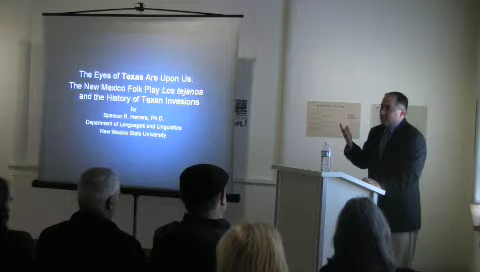 The Eyes of Texas Are Upon Us:
The New Mexico Folk Play Los tejanos
and the History of Texan Invasions
by
Spencer R. Herrera, Ph.D.
Department of Languages and Linguistics
New Mexico State University